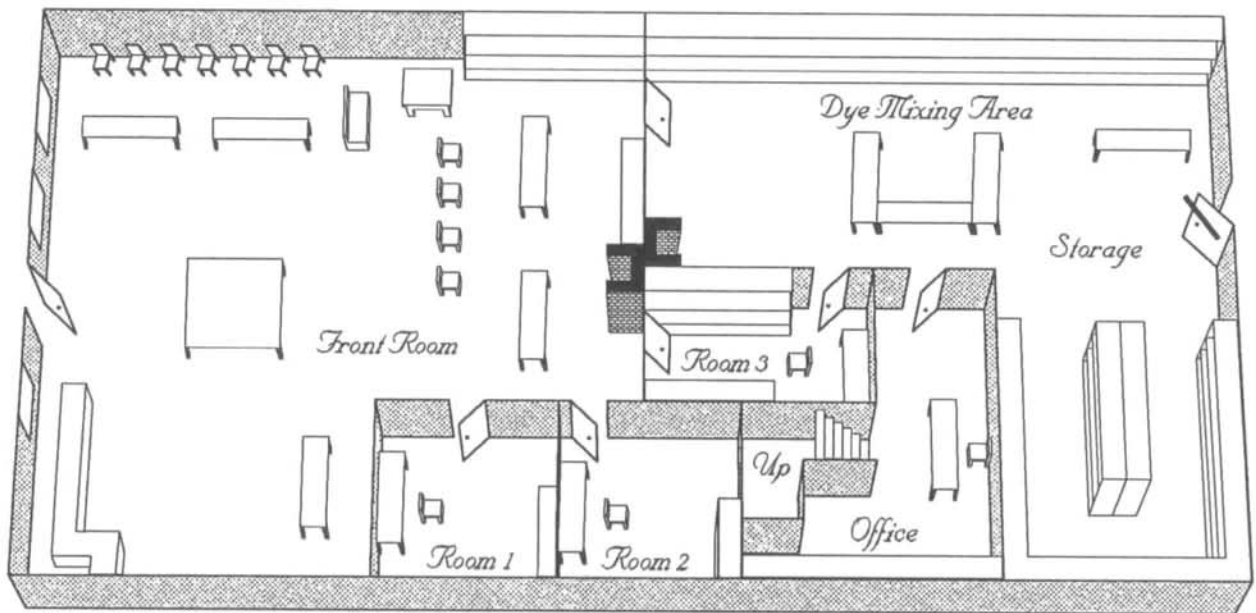 Dye Mixing Area
Storage
Front Room
Room 3
Up
Office
Room 1
Room 2